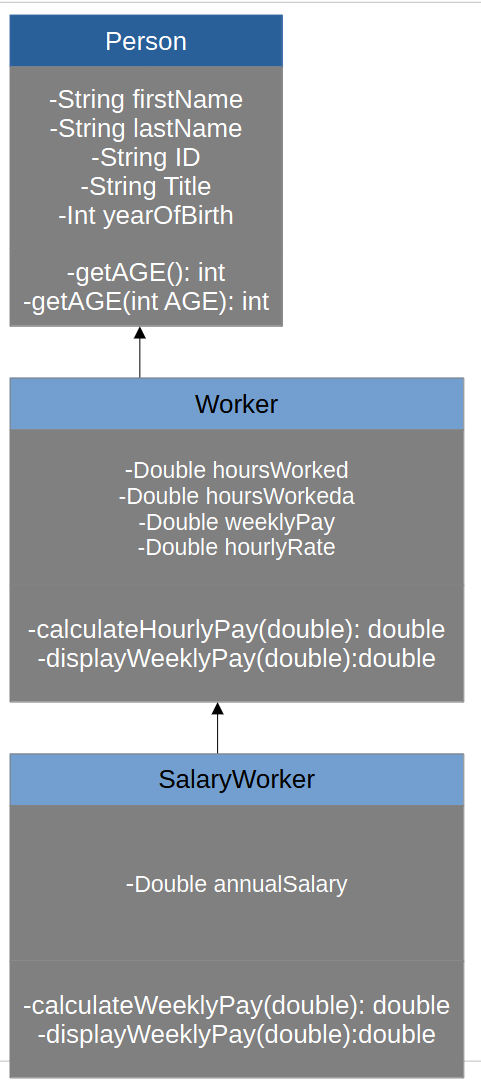 Person
-String firstName
-String lastName
-String ID
-String Title
-Int yearOfBirth
-getAGE(): int
-getAGE(int AGE): int
Worker
-Double hoursWorked
-Double hoursWorkeda
-Double weeklyPay
-Double hourlyRate
-calculateHourlyPay(double): double
-displayWeeklyPay(double):double
SalaryWorker
-Double annualSalary
-calculateWeeklyPay(double): double
-displayWeeklyPay(double):double